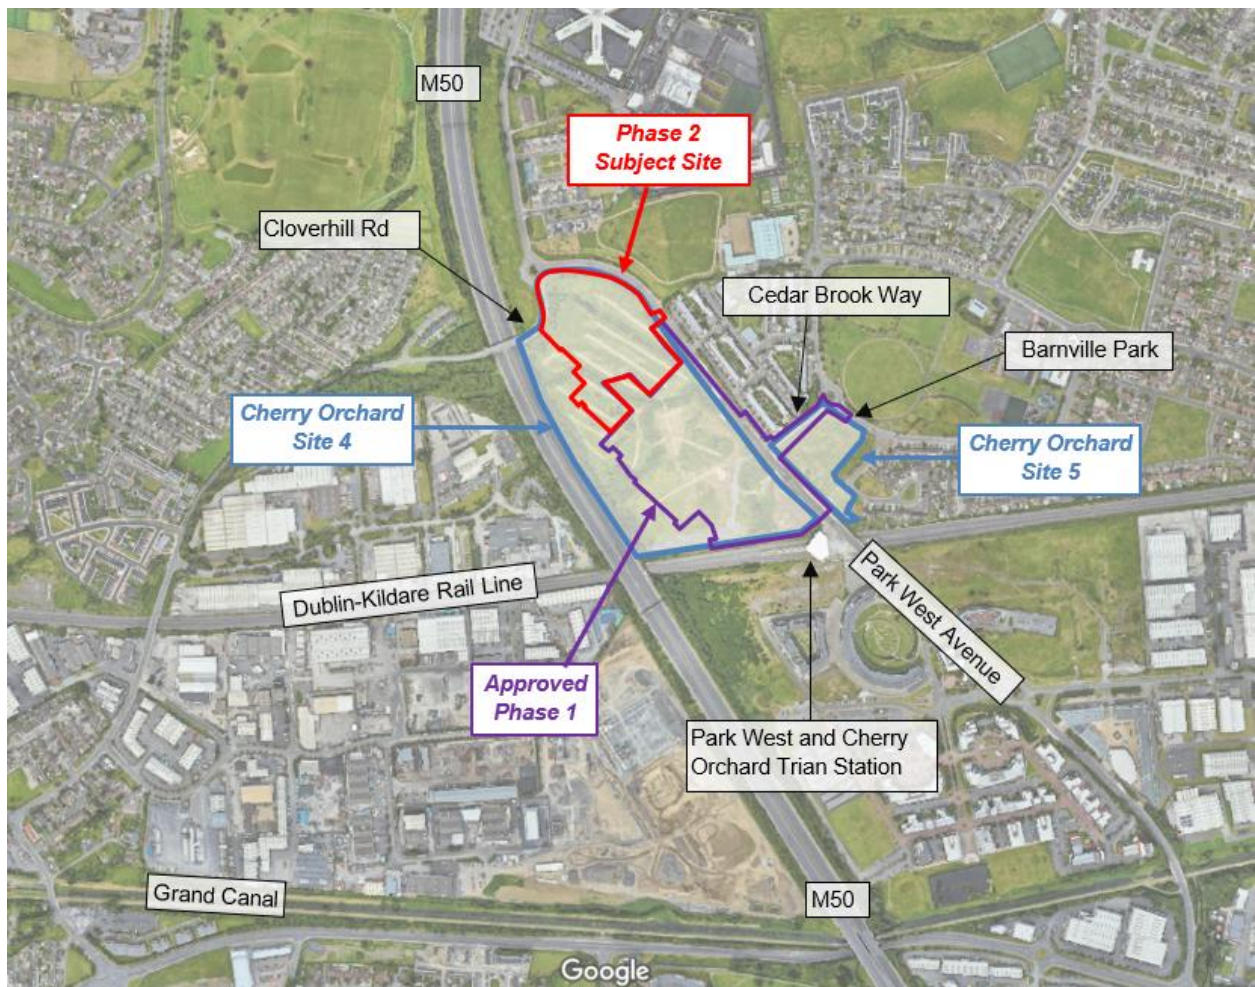 M50
Phase 2
Subject Site
Cloverhill Rd
Cedar Brook Way
Barnville Park
Cherry Orchard
Site 4
Cherry Orchard
Site 5
Dublin-Kildare Rail Line
Park West Avenue
Approved
Phase 1
Park West and Cherry
Orchard Trian Station
Grand Canal
M50
Google